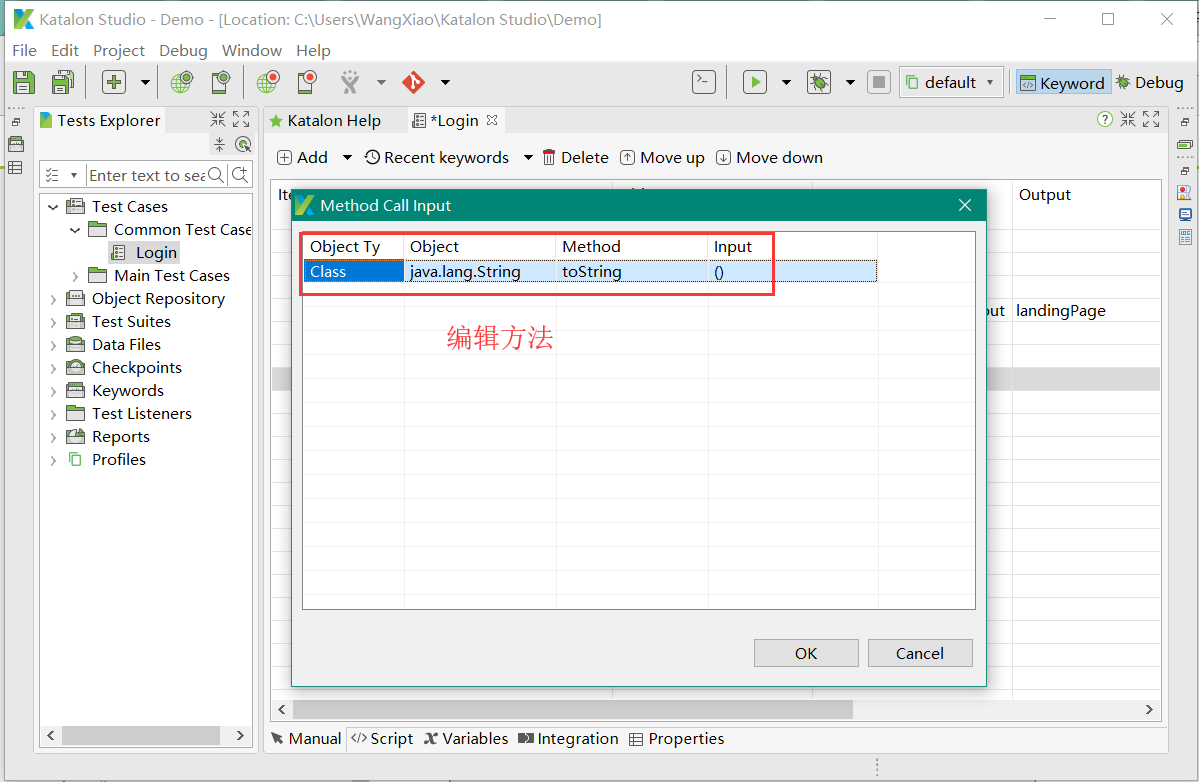 Katalon Studio - Demo - [Location: C:\Users\WangXiao\Katalon Studio\Demo]
File Edit Project Debug Window Help
default
Keyword
Debug
Tests Explorer
Katalon Help
*Login
Add
Recent keywords
Delete
Move up
Move down
Enter text to sea
Output
Test Cases
Common Test Case
Login
Main Test Cases
Object Repository
Test Suites
Data Files
Checkpoints
Keywords
Test Listeners
Reports
Profiles
landingPage
Method Call Input
Object Ty Object Method Input
Class java.lang.String toString ()
编辑方法
OK
Cancel
Manual
Script
Variables
Integration
Properties